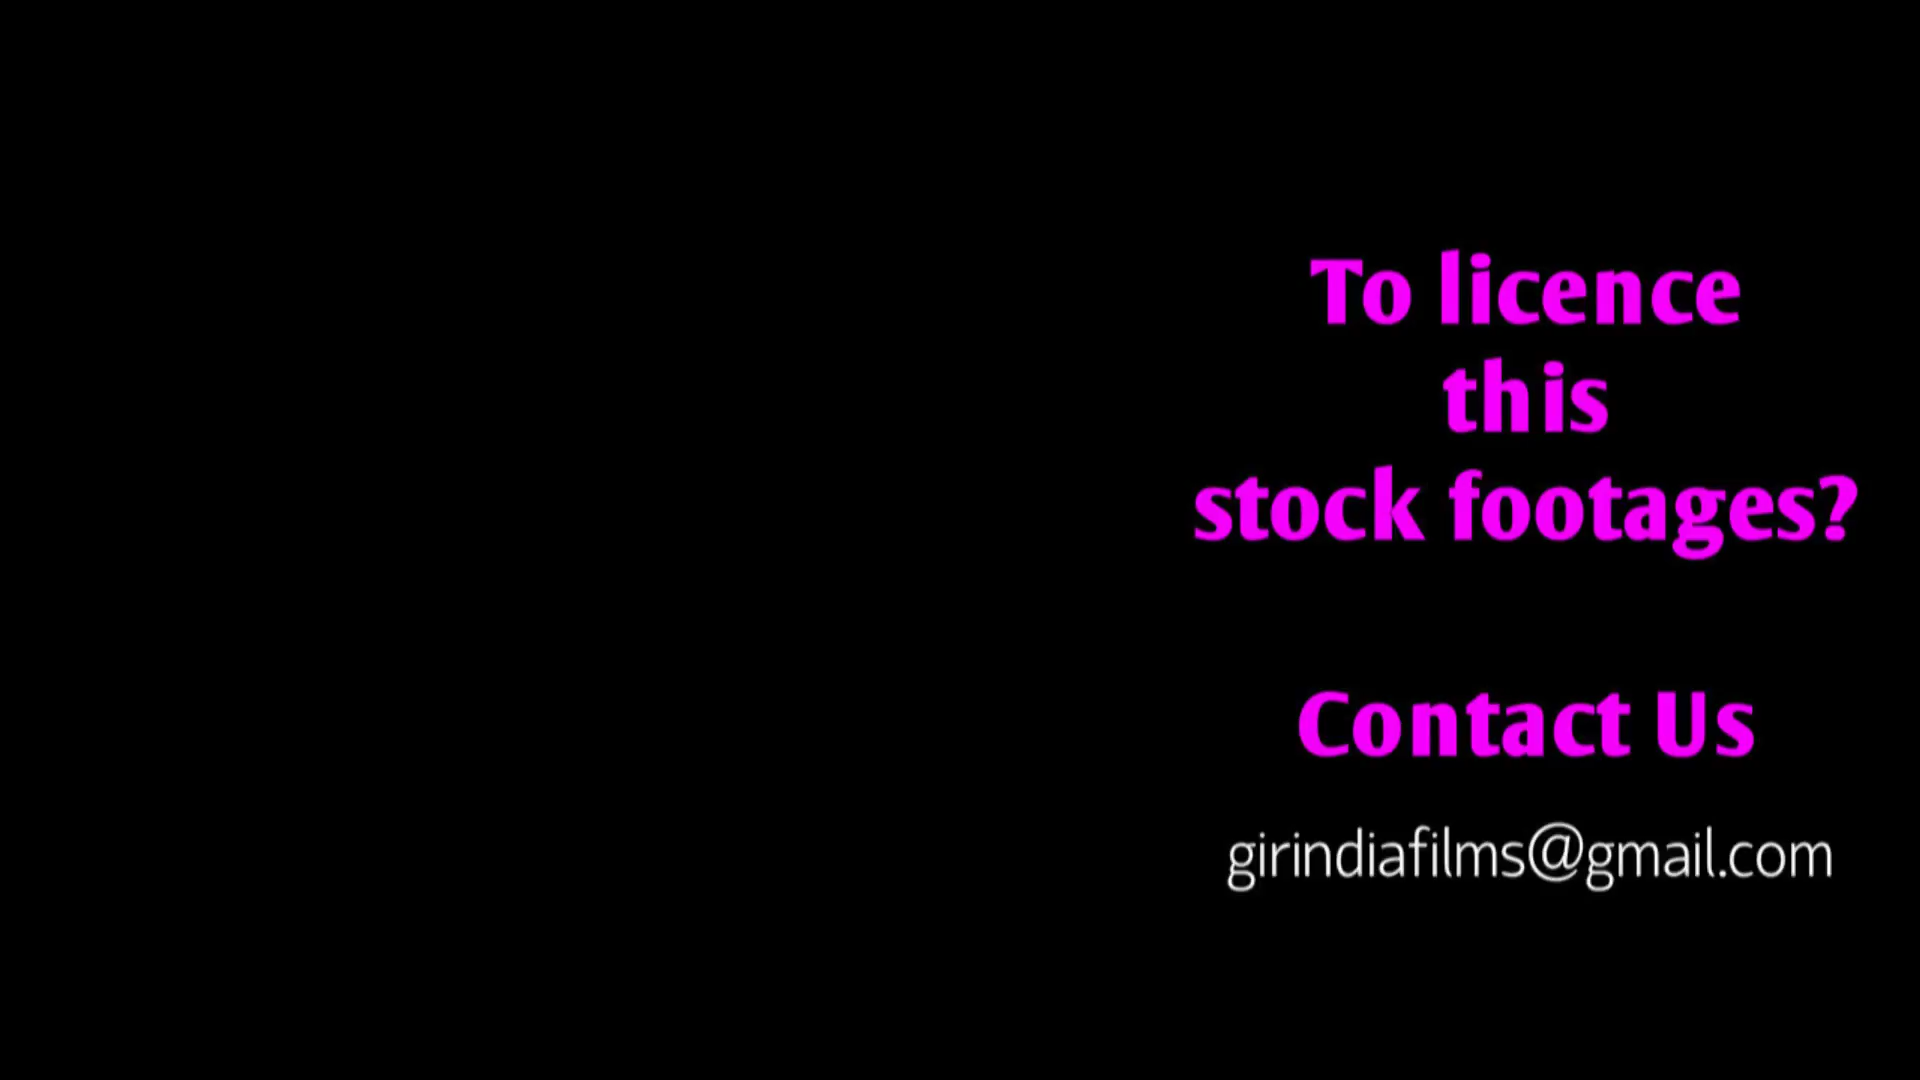 To licence
this
stock footages?
Contact Us
girindiafilms@gmail.com